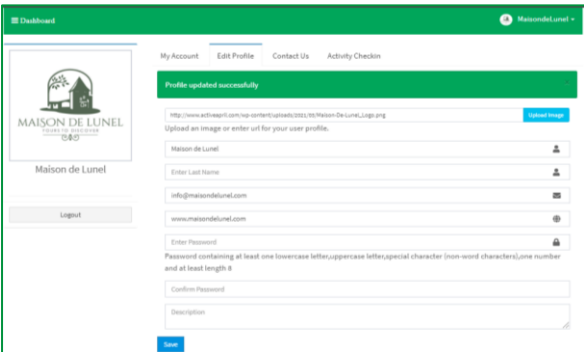 Dashboard
MaisondeLunel
My Account Edit Profile Contact Us Activity Checkin
Profile updated successfully
MAISON DE LUNEL
YOURS TO DISCOVER
Maison de Lunel
Logout
http://www.activeapril.com/wp-content/uploads/2021/03/Maison-De-Lunel_Logo.png Upload Image
Upload an image or enter url for your user profile.
Maison de Lunel
Enter Last Name
info@maisondelunel.com
www.maisondelunel.com
Enter Password
Password containing at least one lowercase letter,uppercase letter,special character (non-word characters),one number
and at least length 8
Confirm Password
Description
Save